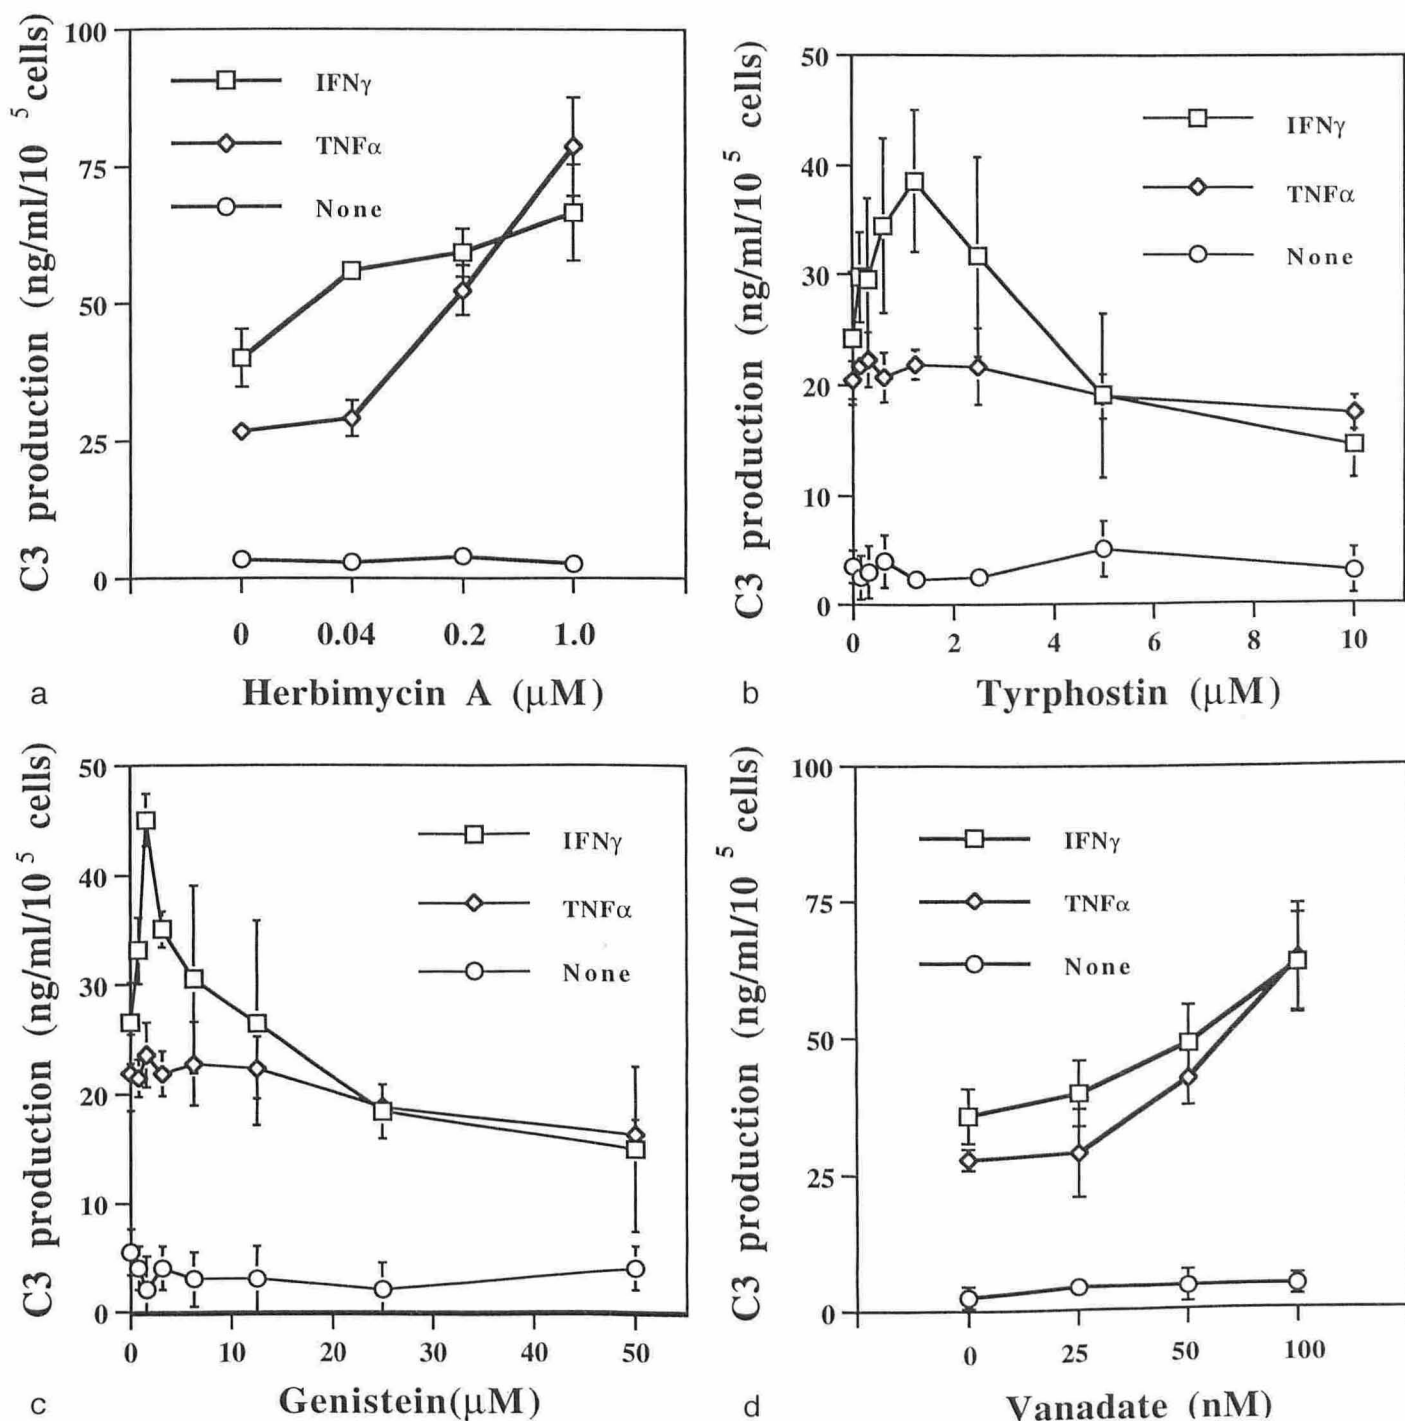 C3 production (ng/ml/10 5 cells)
100
75
50
25
0
IFNγ
TNFα
None
0 0.04 0.2 1.0
Herbimycin A (μM)
a
C3 production (ng/ml/10 5 cells)
50
40
30
20
10
0
IFNγ
TNFα
None
0 2 4 6 8 10
Tyrphostin (μM)
b
C3 production (ng/ml/10 5 cells)
50
40
30
20
10
0
IFNγ
TNFα
None
0 10 20 30 40 50
Genistein(μM)
c
C3 production (ng/ml/10 5 cells)
100
75
50
25
0
IFNγ
TNFα
None
0 25 50 100
Vanadate (nM)
d